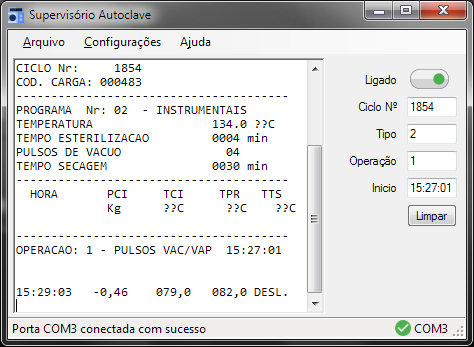 Supervisório Autoclave
Arquivo Configurações Ajuda
CICLO Nr: 1854
COD. CARGA: 000483
----------------------------------------
PROGRAMA Nr: 02 - INSTRUMENTAIS
TEMPERATURA 134.0 ??C
TEMPO ESTERILIZACAO 0004 min
PULSOS DE VACUO 04
TEMPO SECAGEM 0030 min
----------------------------------------
HORA PCI TCI TPR TTS
Kg ??C ??C ??C
----------------------------------------
OPERACAO: 1 - PULSOS VAC/VAP 15:27:01
15:29:03 -0,46 079,0 082,0 DESL.
Ligado
Ciclo Nº 1854
Tipo 2
Operação 1
Inicio 15:27:01
Limpar
Porta COM3 conectada com sucesso
COM3